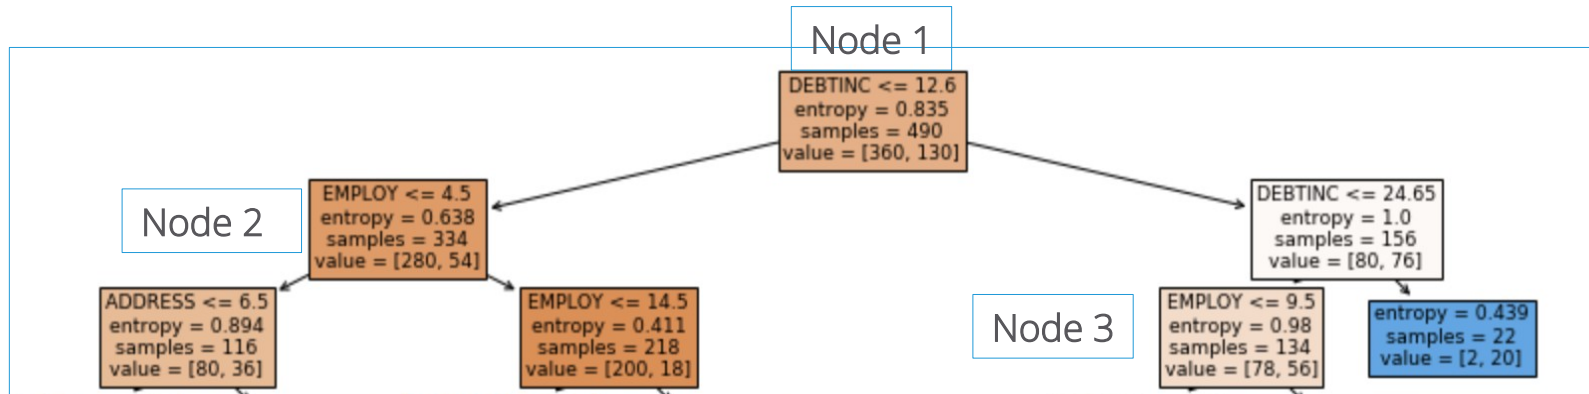 Node 1
DEBTINC <= 12.6
entropy = 0.835
samples = 490
value = [360, 130]
Node 2
EMPLOY <= 4.5
entropy = 0.638
samples = 334
value = [280, 54]
DEBTINC <= 24.65
entropy = 1.0
samples = 156
value = [80, 76]
ADDRESS <= 6.5
entropy = 0.894
samples = 116
value = [80, 36]
EMPLOY <= 14.5
entropy = 0.411
samples = 218
value = [200, 18]
Node 3
EMPLOY <= 9.5
entropy = 0.98
samples = 134
value = [78, 56]
entropy = 0.439
samples = 22
value = [2, 20]